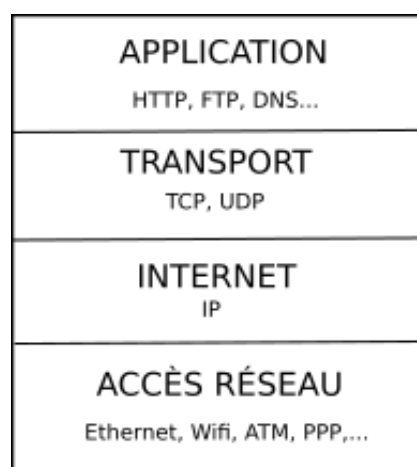 APPLICATION
HTTP, FTP, DNS...
TRANSPORT
TCP, UDP
INTERNET
IP
ACCÈS RÉSEAU
Ethernet, Wifi, ATM, PPP,...